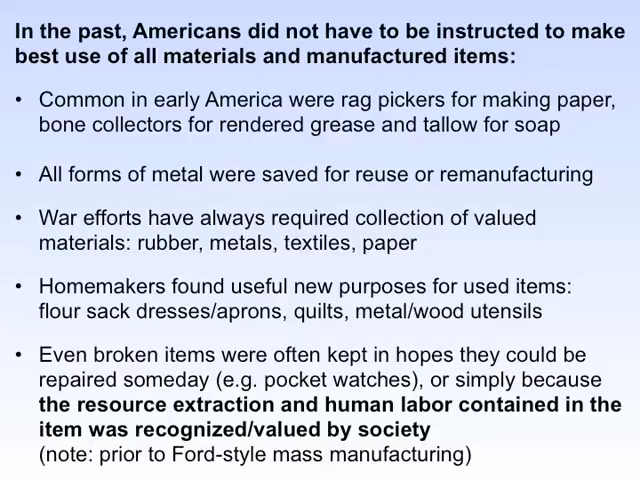 In the past, Americans did not have to be instructed to make
best use of all materials and manufactured items:
• Common in early America were rag pickers for making paper,
bone collectors for rendered grease and tallow for soap
• All forms of metal were saved for reuse or remanufacturing
• War efforts have always required collection of valued
materials: rubber, metals, textiles, paper
• Homemakers found useful new purposes for used items:
flour sack dresses/aprons, quilts, metal/wood utensils
• Even broken items were often kept in hopes they could be
repaired someday (e.g. pocket watches), or simply because
the resource extraction and human labor contained in the
item was recognized/valued by society
(note: prior to Ford-style mass manufacturing)